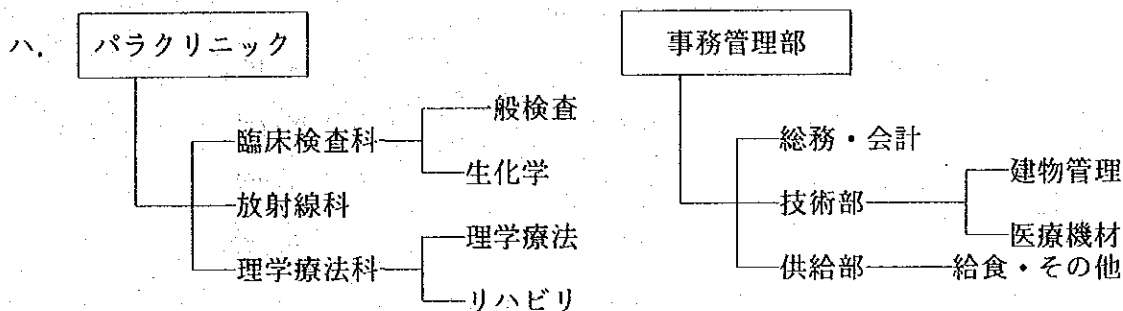 ハ. パラクリニック
臨床検査科
一般検査
生化学
放射線科
理学療法科
理学療法
リハビリ
事務管理部
総務・会計
技術部
建物管理
医療機材
供給部
給食・その他